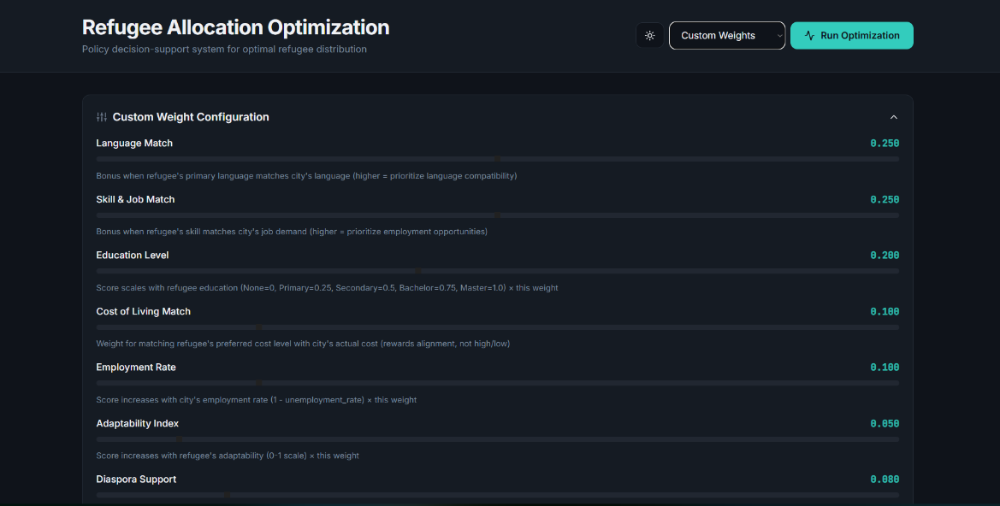 Refugee Allocation Optimization
Policy decision-support system for optimal refugee distribution
Custom Weights
Run Optimization
Custom Weight Configuration
Language Match
0.250
Bonus when refugee's primary language matches city's language (higher = prioritize language compatibility)
Skill & Job Match
0.250
Bonus when refugee's skill matches city's job demand (higher = prioritize employment opportunities)
Education Level
0.200
Score scales with refugee education (None=0, Primary=0.25, Secondary=0.5, Bachelor=0.75, Master=1.0) × this weight
Cost of Living Match
0.100
Weight for matching refugee's preferred cost level with city's actual cost (rewards alignment, not high/low)
Employment Rate
0.100
Score increases with city's employment rate (1 - unemployment_rate) × this weight
Adaptability Index
0.050
Score increases with refugee's adaptability (0-1 scale) × this weight
Diaspora Support
0.080